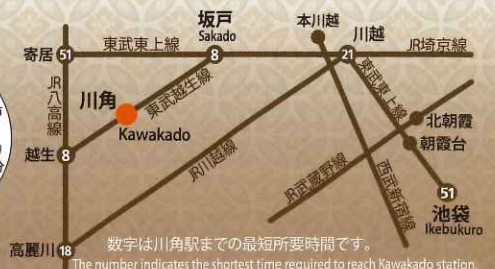 坂戸
Sakado
本川越
川越
東武東上線
JR埼京線
寄居 51
8
21
JR八高線
川角
Kawakado
東武越生線
東武東上線
北朝霞
朝霞台
越生 8
JR川越線
JR武蔵野線
西武新宿線
51
池袋
Ikebukuro
高麗川 18
数字は川角駅までの最短所要時間です。
The number indicates the shortest time required to reach Kawakado station.